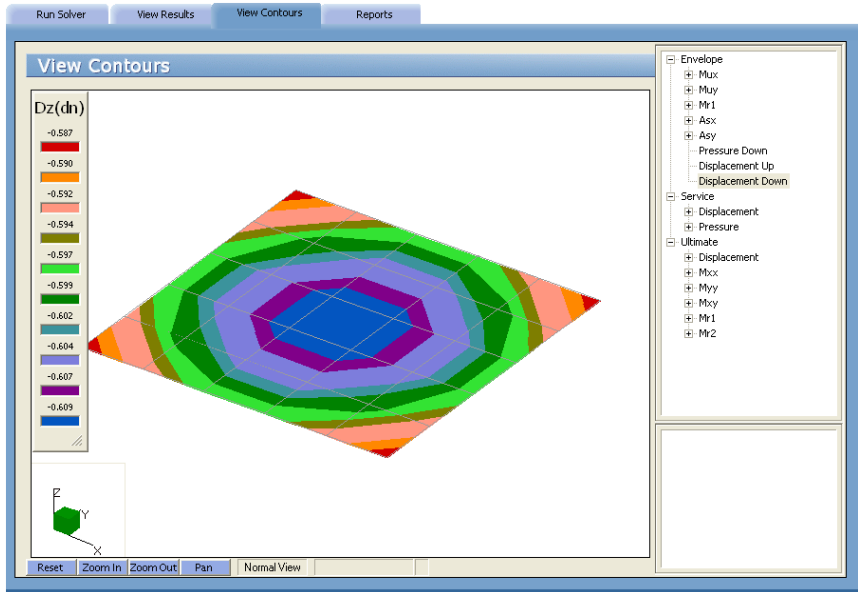 Run Solver
View Results
View Contours
Reports
View Contours
Dz(dn)
-0.587
-0.590
-0.592
-0.594
-0.597
-0.599
-0.602
-0.604
-0.607
-0.609
Z
Y
X
Reset
Zoom In
Zoom Out
Pan
Normal View
Envelope
Mux
Muy
Mr1
Asx
Asy
Pressure Down
Displacement Up
Displacement Down
Service
Displacement
Pressure
Ultimate
Displacement
Mxx
Myy
Mxy
Mr1
Mr2